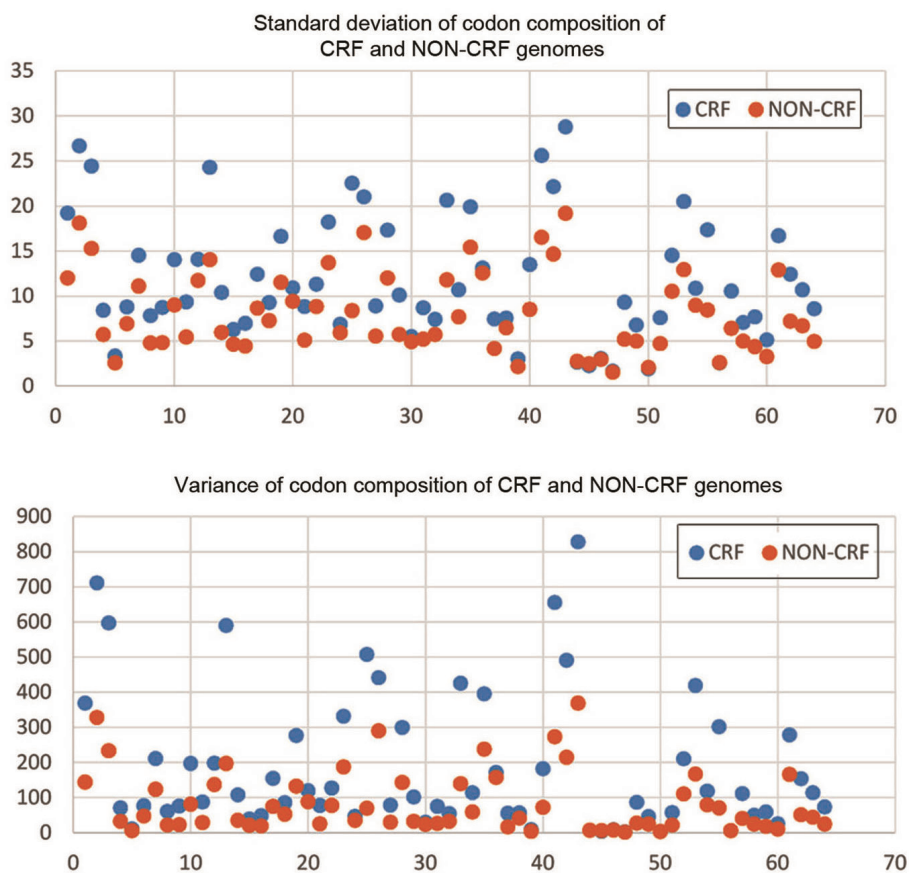 Standard deviation of codon composition of
CRF and NON-CRF genomes
35
30
25
20
15
10
5
0
CRF NON-CRF
0 10 20 30 40 50 60 70
Variance of codon composition of CRF and NON-CRF genomes
900
800
700
600
500
400
300
200
100
0
CRF NON-CRF
0 10 20 30 40 50 60 70